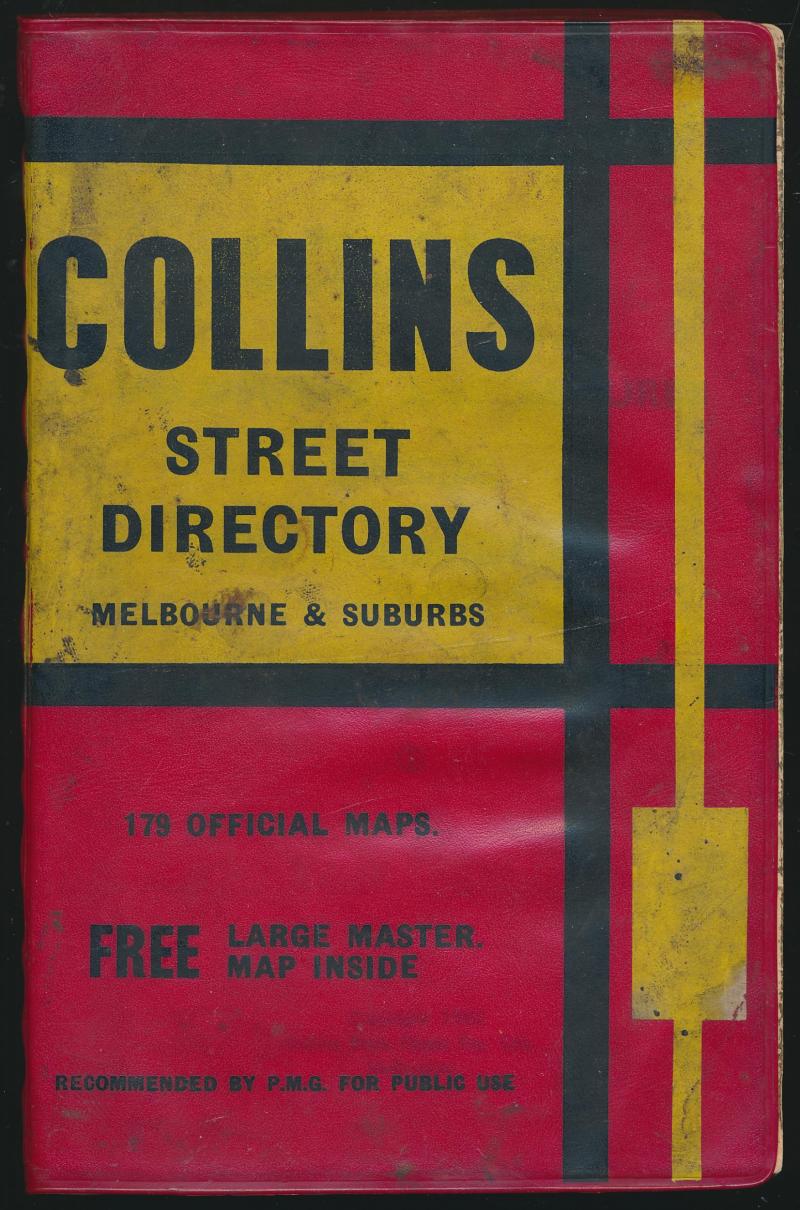 COLLINS
STREET
DIRECTORY
MELBOURNE & SUBURBS
179 OFFICIAL MAPS.
FREE LARGE MASTER.
MAP INSIDE
RECOMMENDED BY P.M.G. FOR PUBLIC USE